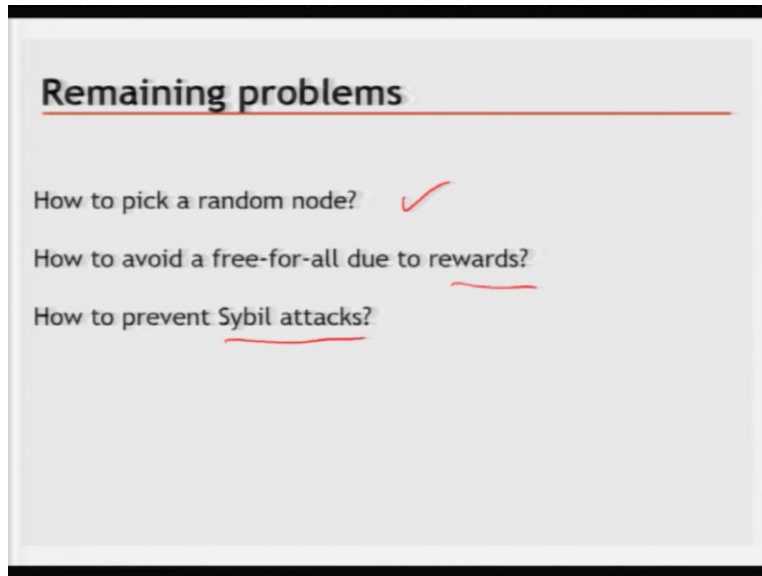 Remaining problems
How to pick a random node?
How to avoid a free-for-all due to rewards?
How to prevent Sybil attacks?